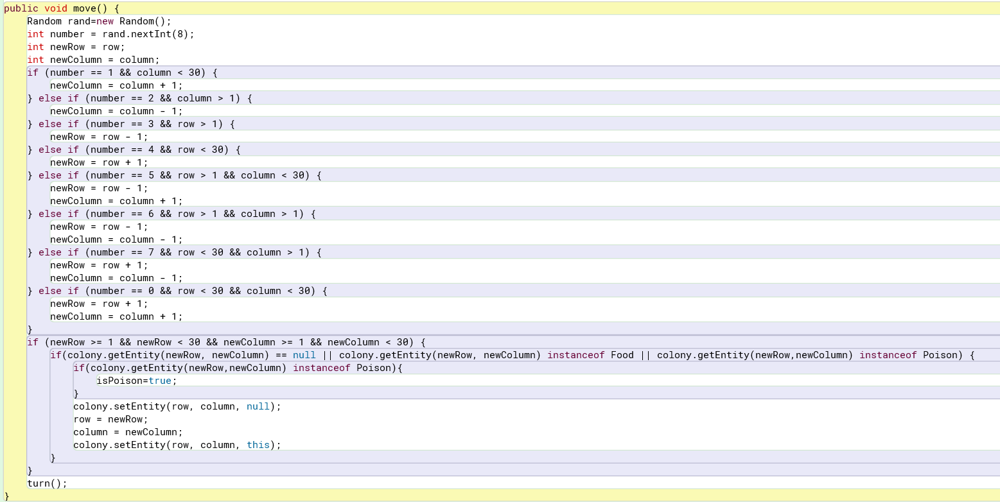 public void move() {
    Random rand=new Random();
    int number = rand.nextInt(8);
    int newRow = row;
    int newColumn = column;
    if (number == 1 && column < 30) {
        newColumn = column + 1;
    } else if (number == 2 && column > 1) {
        newColumn = column - 1;
    } else if (number == 3 && row > 1) {
        newRow = row - 1;
    } else if (number == 4 && row < 30) {
        newRow = row + 1;
    } else if (number == 5 && row > 1 && column < 30) {
        newRow = row - 1;
        newColumn = column + 1;
    } else if (number == 6 && row > 1 && column > 1) {
        newRow = row - 1;
        newColumn = column - 1;
    } else if (number == 7 && row < 30 && column > 1) {
        newRow = row + 1;
        newColumn = column - 1;
    } else if (number == 0 && row < 30 && column < 30) {
        newRow = row + 1;
        newColumn = column + 1;
    }
    if (newRow >= 1 && newRow < 30 && newColumn >= 1 && newColumn < 30) {
        if(colony.getEntity(newRow, newColumn) == null || colony.getEntity(newRow, newColumn) instanceof Food || colony.getEntity(newRow,newColumn) instanceof Poison) {
            if(colony.getEntity(newRow,newColumn) instanceof Poison){
                isPoison=true;
            }
            colony.setEntity(row, column, null);
            row = newRow;
            column = newColumn;
            colony.setEntity(row, column, this);
        }
    }
    turn();
}